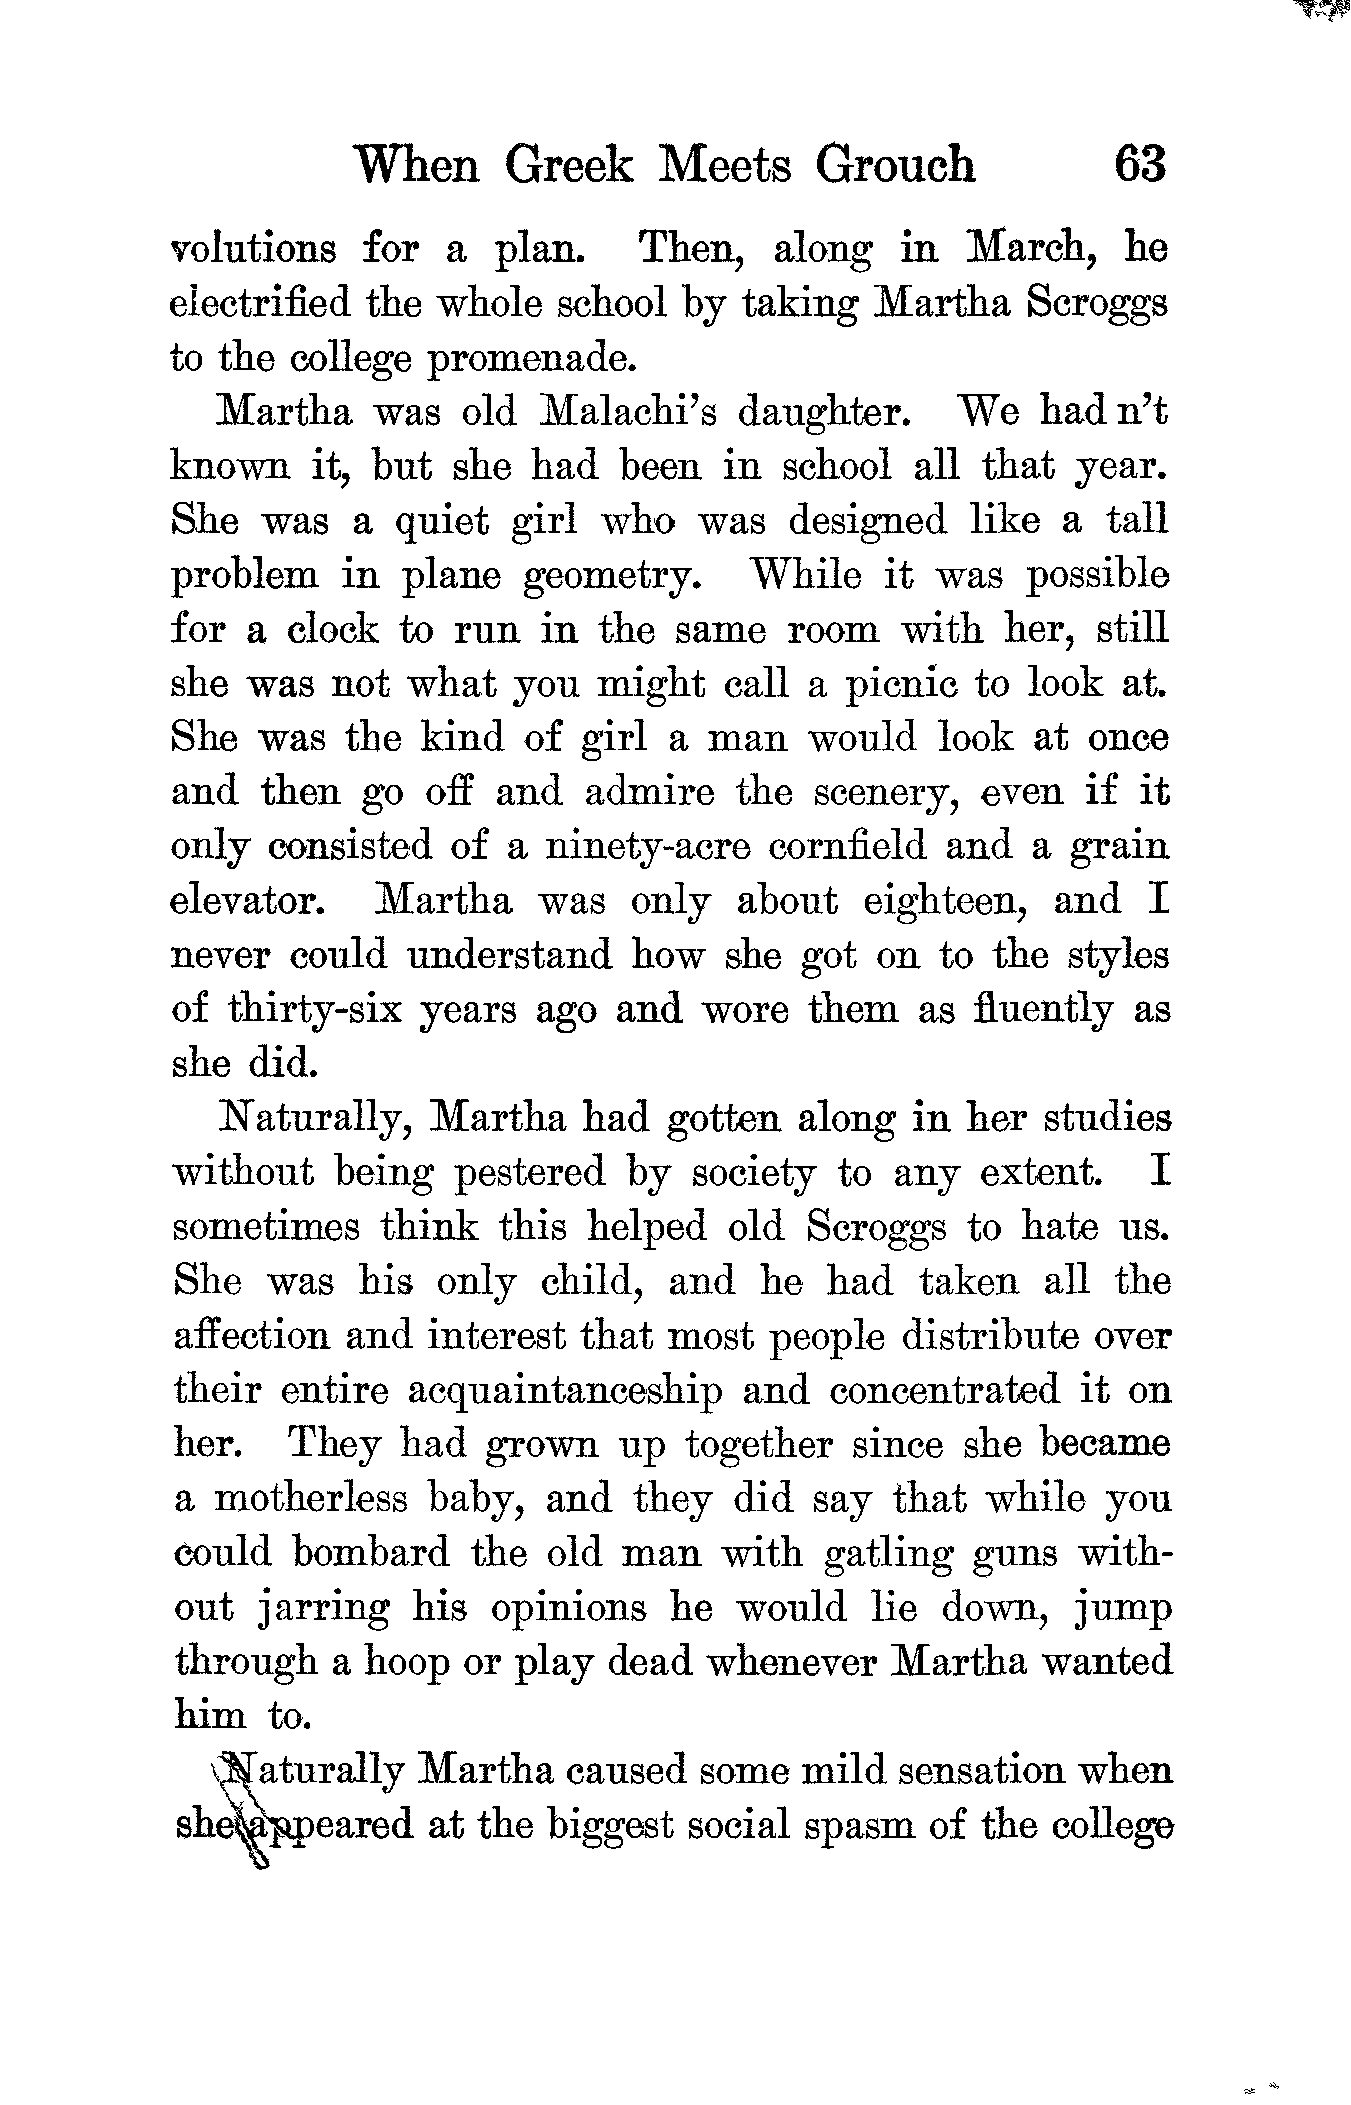 When Greek Meets Grouch 63
volutions for a plan. Then, along in March, he
electrified the whole school by taking Martha Scroggs
to the college promenade.
Martha was old Malachi's daughter. We had n't
known it, but she had been in school all that year.
She was a quiet girl who was designed like a tall
problem in plane geometry. While it was possible
for a clock to run in the same room with her, still
she was not what you might call a picnic to look at.
She was the kind of girl a man would look at once
and then go off and admire the scenery, even if it
only consisted of a ninety-acre cornfield and a grain
elevator. Martha was only about eighteen, and I
never could understand how she got on to the styles
of thirty-six years ago and wore them as fluently as
she did.
Naturally, Martha had gotten along in her studies
without being pestered by society to any extent. I
sometimes think this helped old Scroggs to hate us.
She was his only child, and he had taken all the
affection and interest that most people distribute over
their entire acquaintanceship and concentrated it on
her. They had grown up together since she became
a motherless baby, and they did say that while you
could bombard the old man with gatling guns with-
out jarring his opinions he would lie down, jump
through a hoop or play dead whenever Martha wanted
him to.
Naturally Martha caused some mild sensation when
she appeared at the biggest social spasm of the college